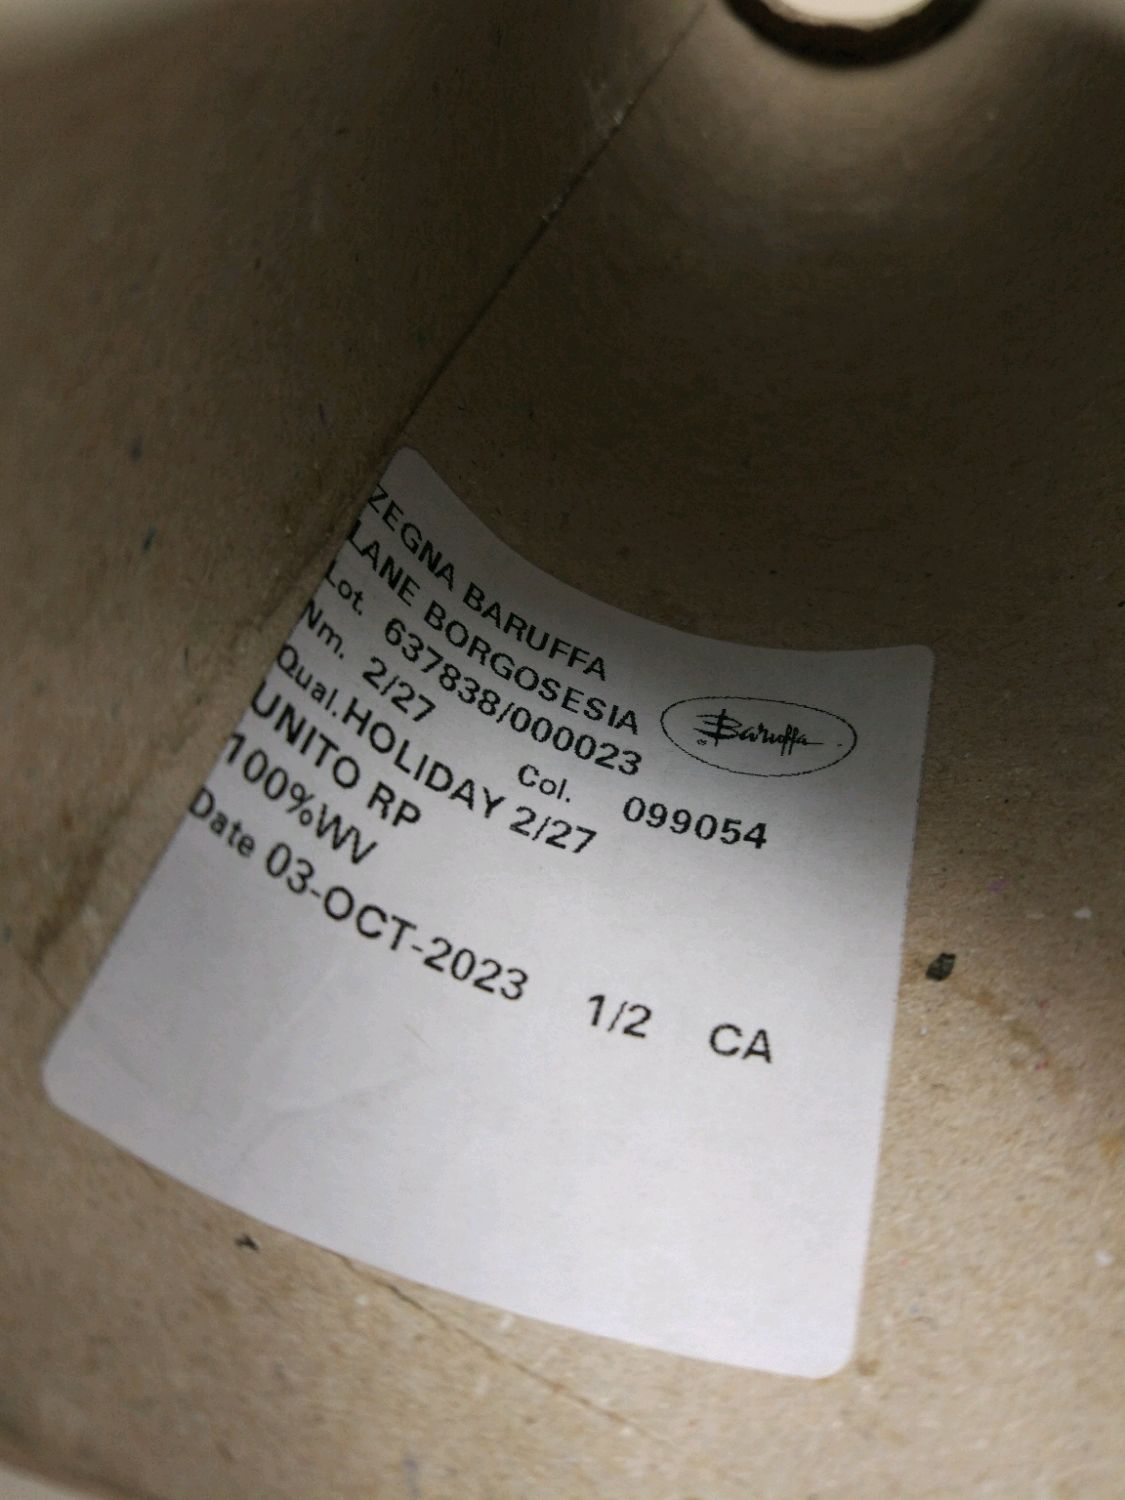 ZEGNA BARUFFA
LANE BORGOSESIA
Baruffa
Lot. 637838/000023
Nm. 2/27 Col. 099054
Qual.HOLIDAY 2/27
UNITO RP
100%WV
Date 03-OCT-2023 1/2 CA